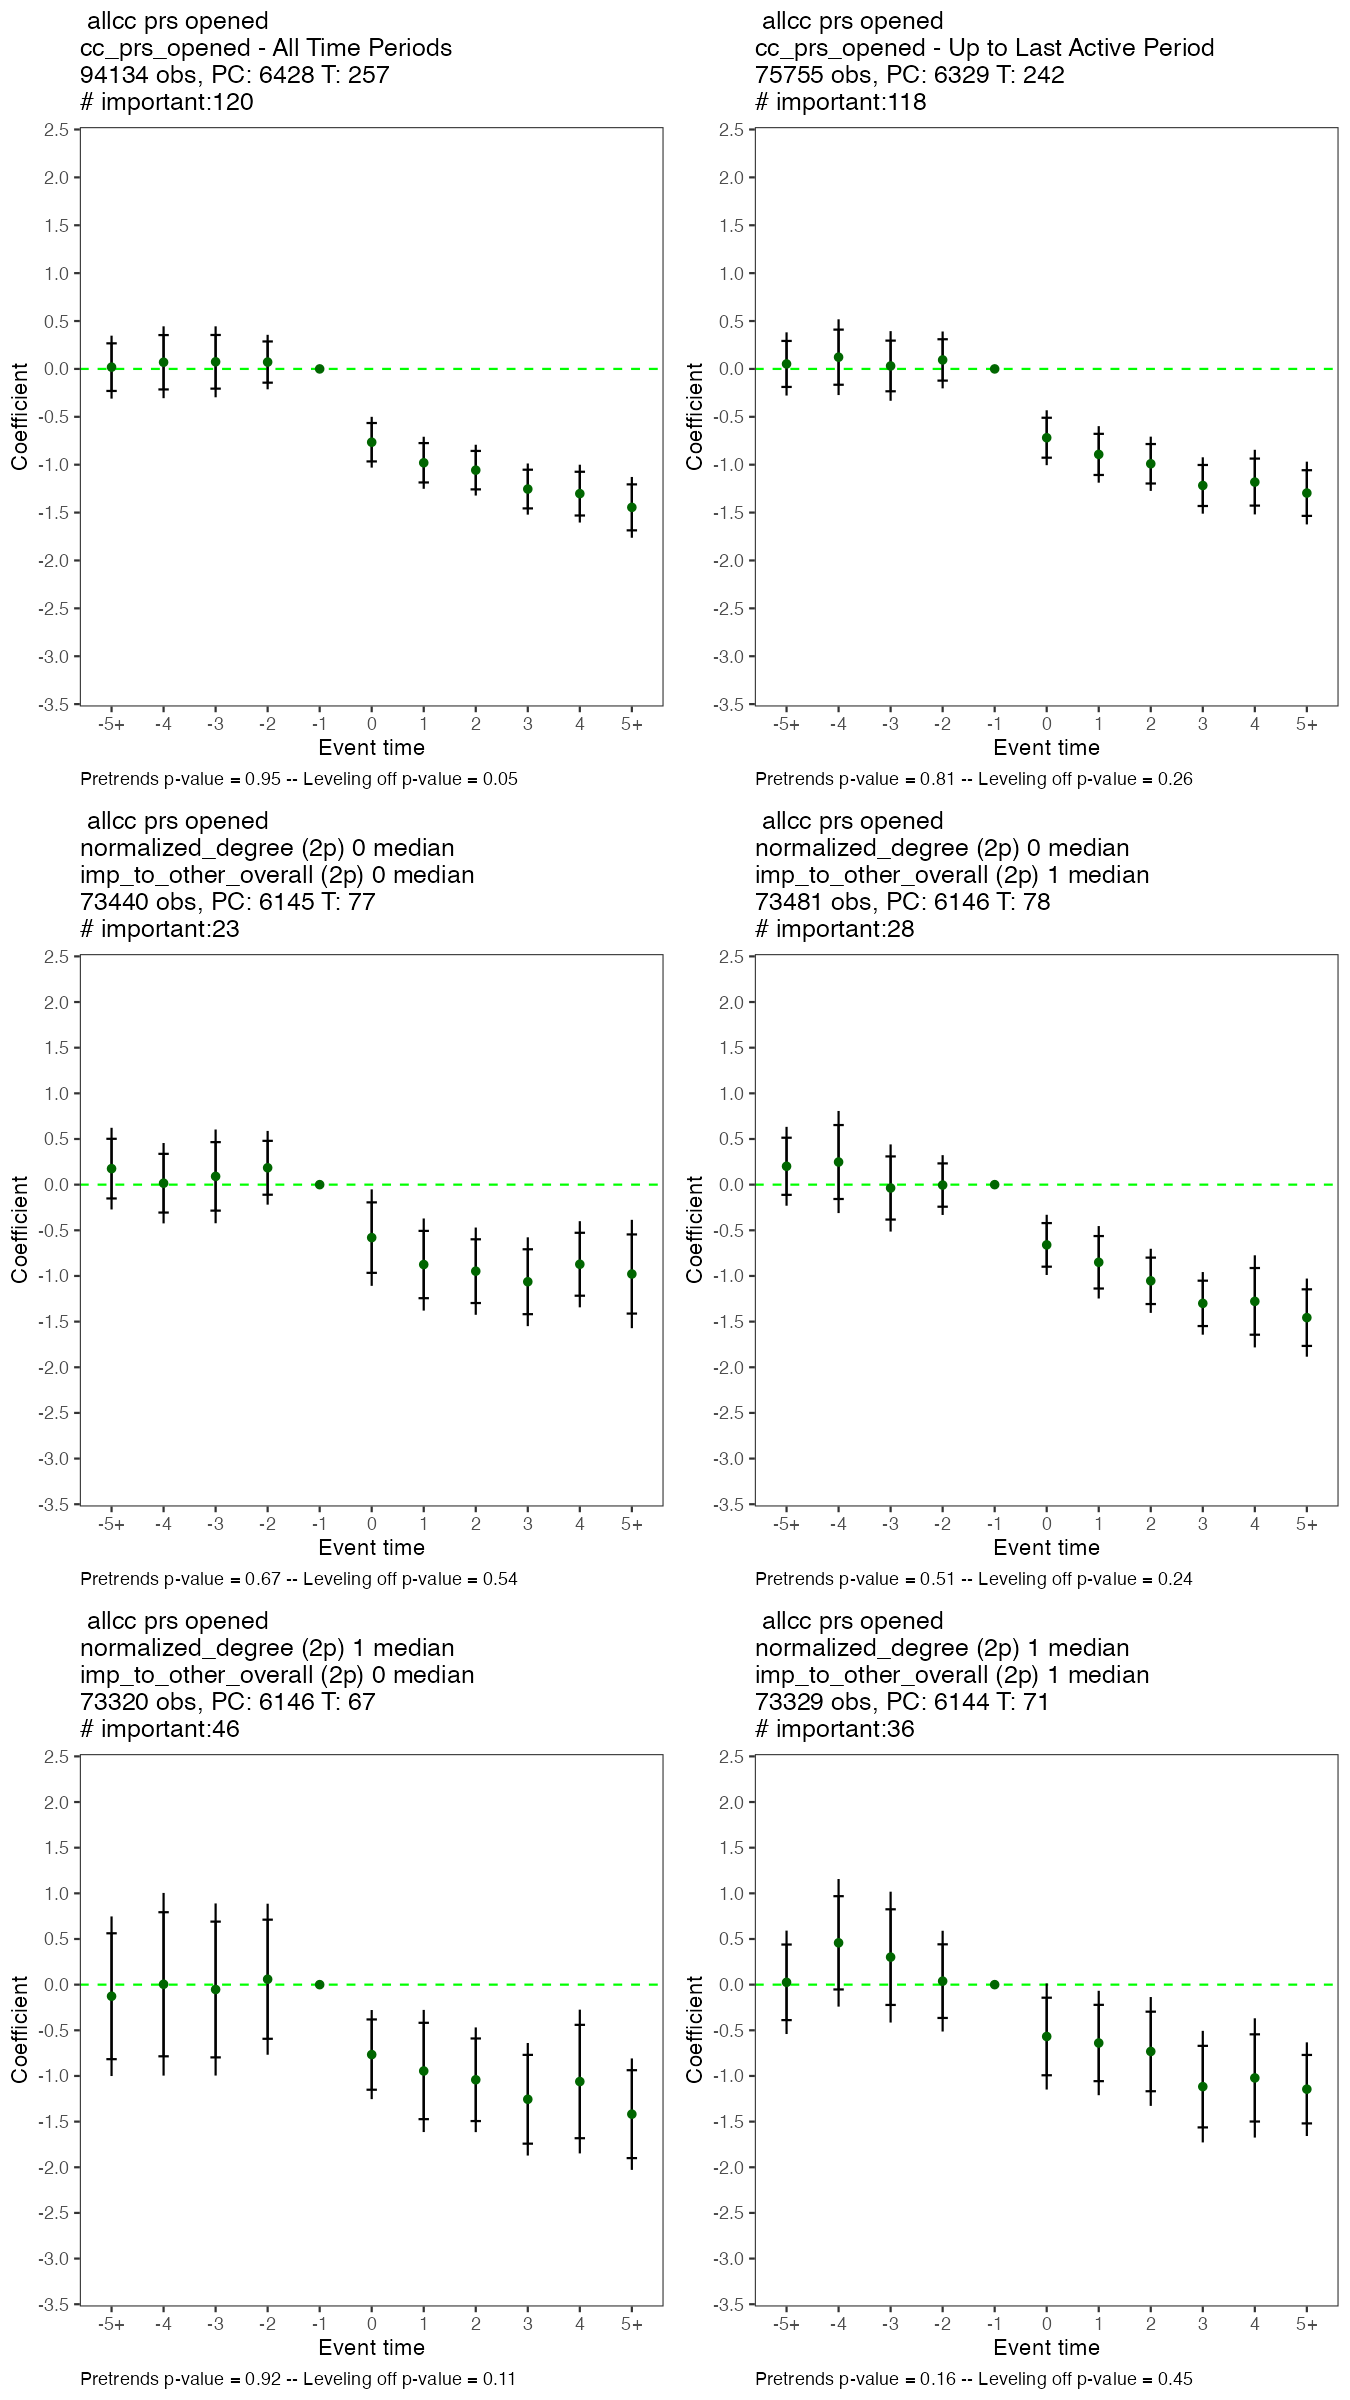 allcc prs opened
cc_prs_opened - All Time Periods
94134 obs, PC: 6428 T: 257
# important:120
2.5
2.0
1.5
1.0
0.5
0.0
-0.5
-1.0
-1.5
-2.0
-2.5
-3.0
-3.5
Coefficient
-5+ -4 -3 -2 -1 0 1 2 3 4 5+
Event time
Pretrends p-value = 0.95 -- Leveling off p-value = 0.05
allcc prs opened
cc_prs_opened - Up to Last Active Period
75755 obs, PC: 6329 T: 242
# important:118
2.5
2.0
1.5
1.0
0.5
0.0
-0.5
-1.0
-1.5
-2.0
-2.5
-3.0
-3.5
Coefficient
-5+ -4 -3 -2 -1 0 1 2 3 4 5+
Event time
Pretrends p-value = 0.81 -- Leveling off p-value = 0.26
allcc prs opened
normalized_degree (2p) 0 median
imp_to_other_overall (2p) 0 median
73440 obs, PC: 6145 T: 77
# important:23
2.5
2.0
1.5
1.0
0.5
0.0
-0.5
-1.0
-1.5
-2.0
-2.5
-3.0
-3.5
Coefficient
-5+ -4 -3 -2 -1 0 1 2 3 4 5+
Event time
Pretrends p-value = 0.67 -- Leveling off p-value = 0.54
allcc prs opened
normalized_degree (2p) 0 median
imp_to_other_overall (2p) 1 median
73481 obs, PC: 6146 T: 78
# important:28
2.5
2.0
1.5
1.0
0.5
0.0
-0.5
-1.0
-1.5
-2.0
-2.5
-3.0
-3.5
Coefficient
-5+ -4 -3 -2 -1 0 1 2 3 4 5+
Event time
Pretrends p-value = 0.51 -- Leveling off p-value = 0.24
allcc prs opened
normalized_degree (2p) 1 median
imp_to_other_overall (2p) 0 median
73320 obs, PC: 6146 T: 67
# important:46
2.5
2.0
1.5
1.0
0.5
0.0
-0.5
-1.0
-1.5
-2.0
-2.5
-3.0
-3.5
Coefficient
-5+ -4 -3 -2 -1 0 1 2 3 4 5+
Event time
Pretrends p-value = 0.92 -- Leveling off p-value = 0.11
allcc prs opened
normalized_degree (2p) 1 median
imp_to_other_overall (2p) 1 median
73329 obs, PC: 6144 T: 71
# important:36
2.5
2.0
1.5
1.0
0.5
0.0
-0.5
-1.0
-1.5
-2.0
-2.5
-3.0
-3.5
Coefficient
-5+ -4 -3 -2 -1 0 1 2 3 4 5+
Event time
Pretrends p-value = 0.16 -- Leveling off p-value = 0.45